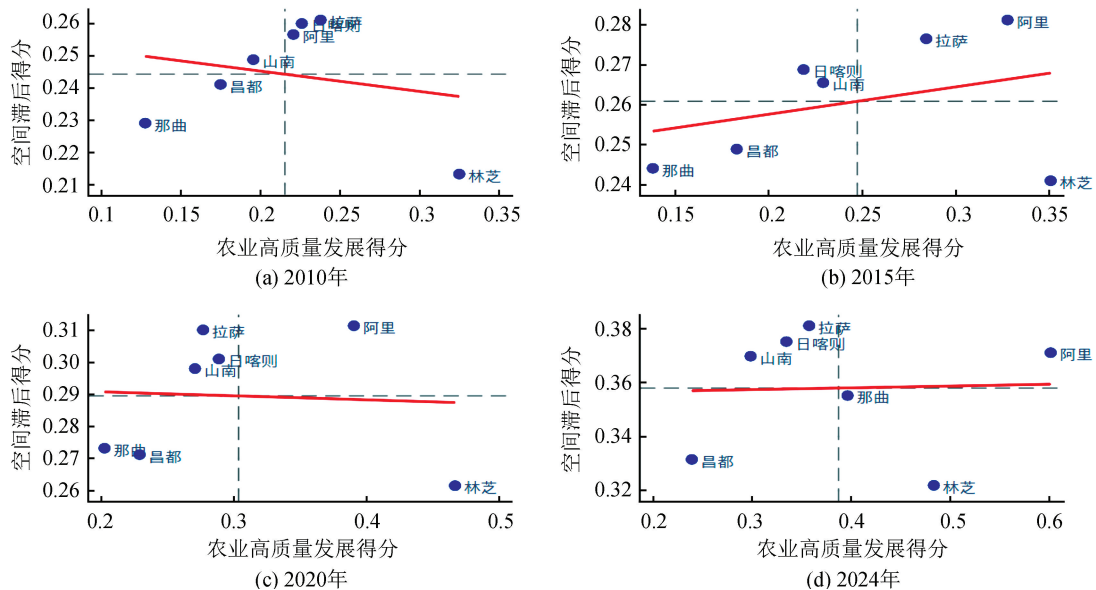 空间滞后得分
0.26
0.25
0.24
0.23
0.22
0.21
拉萨
日喀则
阿里
山南
昌都
那曲
林芝
0.1
0.15
0.2
0.25
0.3
0.35
农业高质量发展得分
(a) 2010年
空间滞后得分
0.28
0.27
0.26
0.25
0.24
拉萨
日喀则
山南
昌都
那曲
林芝
0.15
0.2
0.25
0.3
0.35
农业高质量发展得分
(b) 2015年
空间滞后得分
0.31
0.30
0.29
0.28
0.27
0.26
拉萨
阿里
日喀则
山南
那曲
昌都
林芝
0.2
0.3
0.4
0.5
农业高质量发展得分
(c) 2020年
空间滞后得分
0.38
0.36
0.34
0.32
拉萨
日喀则
山南
阿里
那曲
昌都
林芝
0.2
0.3
0.4
0.5
0.6
农业高质量发展得分
(d) 2024年